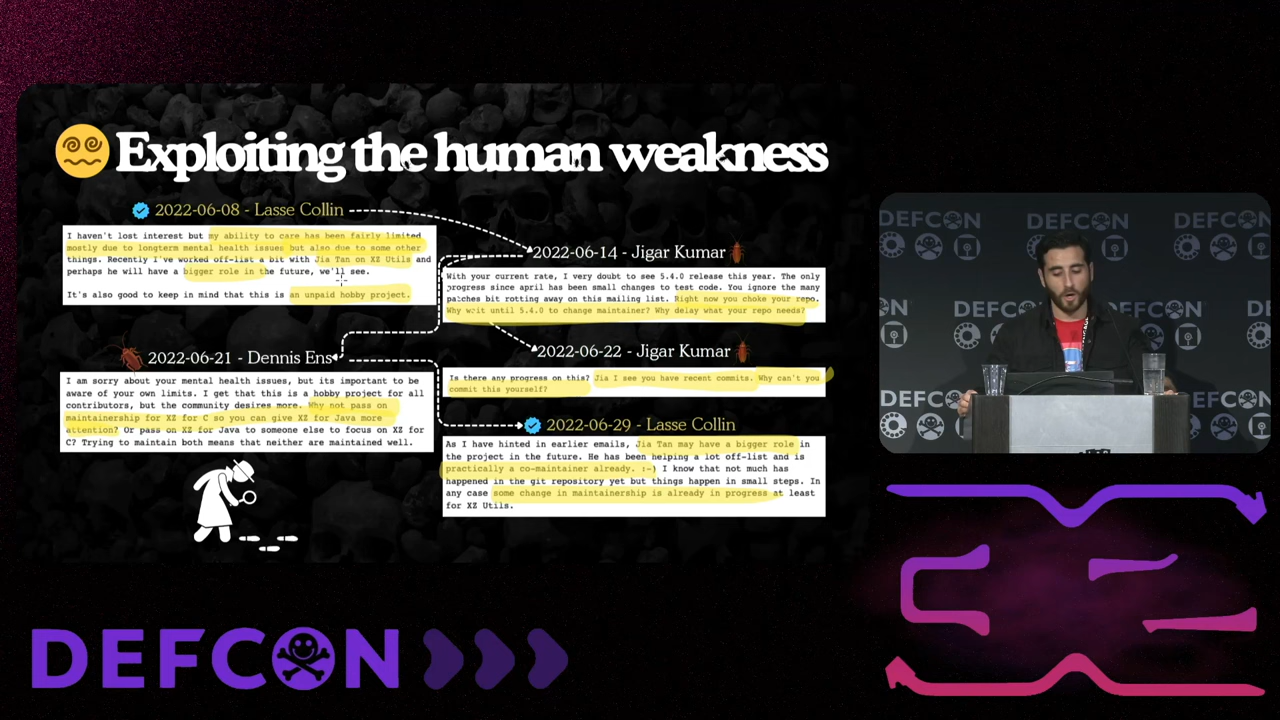 Exploiting the human weakness
2022-06-08 - Lasse Collin
I haven't lost interest but my ability to care has been fairly limited
mostly due to longterm mental health issues but also due to some other
things. Recently I've worked off-list a bit with Jia Tan on XZ Utils and
perhaps he will have a bigger role in the future, we'll see.
It's also good to keep in mind that this is an unpaid hobby project.
2022-06-14 - Jigar Kumar
With your current rate, I very doubt to see 5.4.0 release this year. The only
progress since april has been small changes to test code. You ignore the many
patches bit rotting away on this mailing list. Right now you choke your repo.
Why wait until 5.4.0 to change maintainer? Why delay what your repo needs?
2022-06-21 - Dennis Ens
I am sorry about your mental health issues, but its important to be
aware of your own limits. I get that this is a hobby project for all
contributors, but the community desires more. Why not pass on
maintainership for XZ for C so you can give XZ for Java more
attention? Or pass on XZ for Java to someone else to focus on XZ for
C? Trying to maintain both means that neither are maintained well.
2022-06-22 - Jigar Kumar
Is there any progress on this? Jia I see you have recent commits. Why can't you
commit this yourself?
2022-06-29 - Lasse Collin
As I have hinted in earlier emails, Jia Tan may have a bigger role in
the project in the future. He has been helping a lot off-list and is
practically a co-maintainer already. :-) I know that not much has
happened in the git repository yet but things happen in small steps. In
any case some change in maintainership is already in progress at least
for XZ Utils.
DEFCON
DEFCON
DEFCON
DEFCON
DEFCON
DEFCON